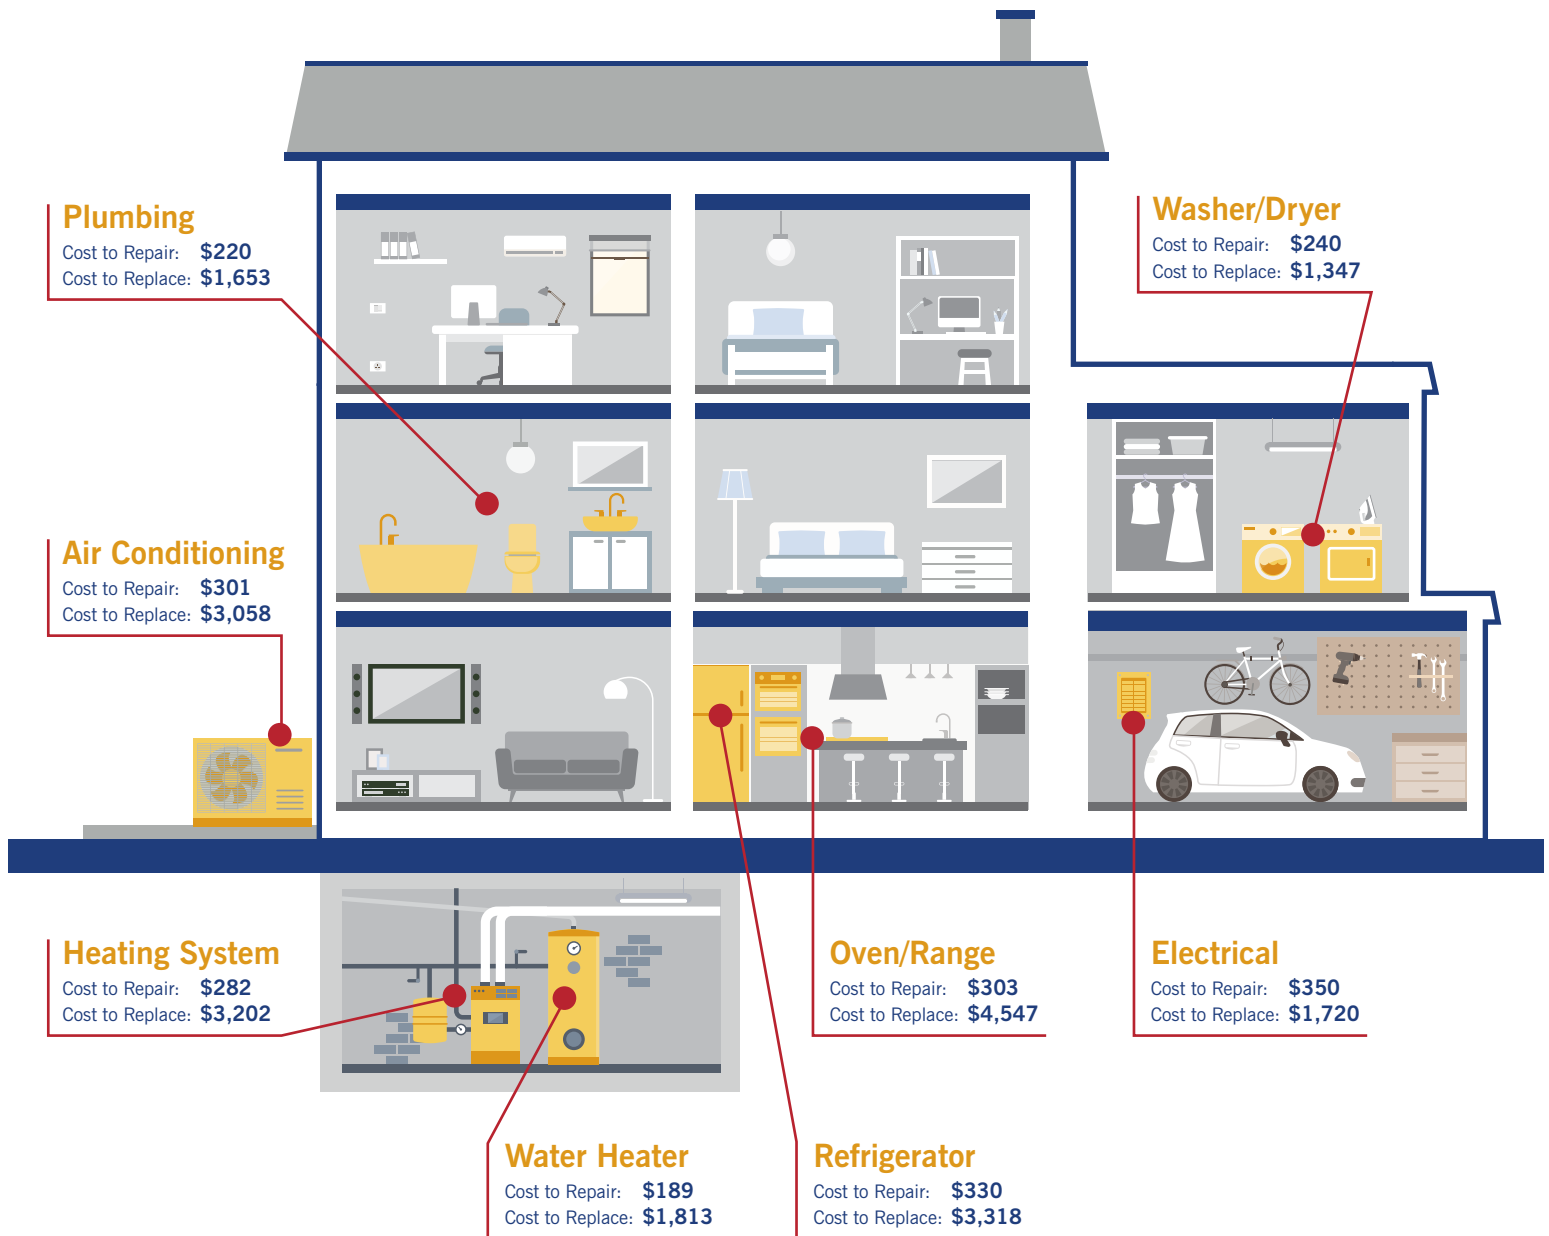 Plumbing
Cost to Repair: $220
Cost to Replace: $1,653
Washer/Dryer
Cost to Repair: $240
Cost to Replace: $1,347
Air Conditioning
Cost to Repair: $301
Cost to Replace: $3,058
Heating System
Cost to Repair: $282
Cost to Replace: $3,202
Oven/Range
Cost to Repair: $303
Cost to Replace: $4,547
Electrical
Cost to Repair: $350
Cost to Replace: $1,720
Water Heater
Cost to Repair: $189
Cost to Replace: $1,813
Refrigerator
Cost to Repair: $330
Cost to Replace: $3,318